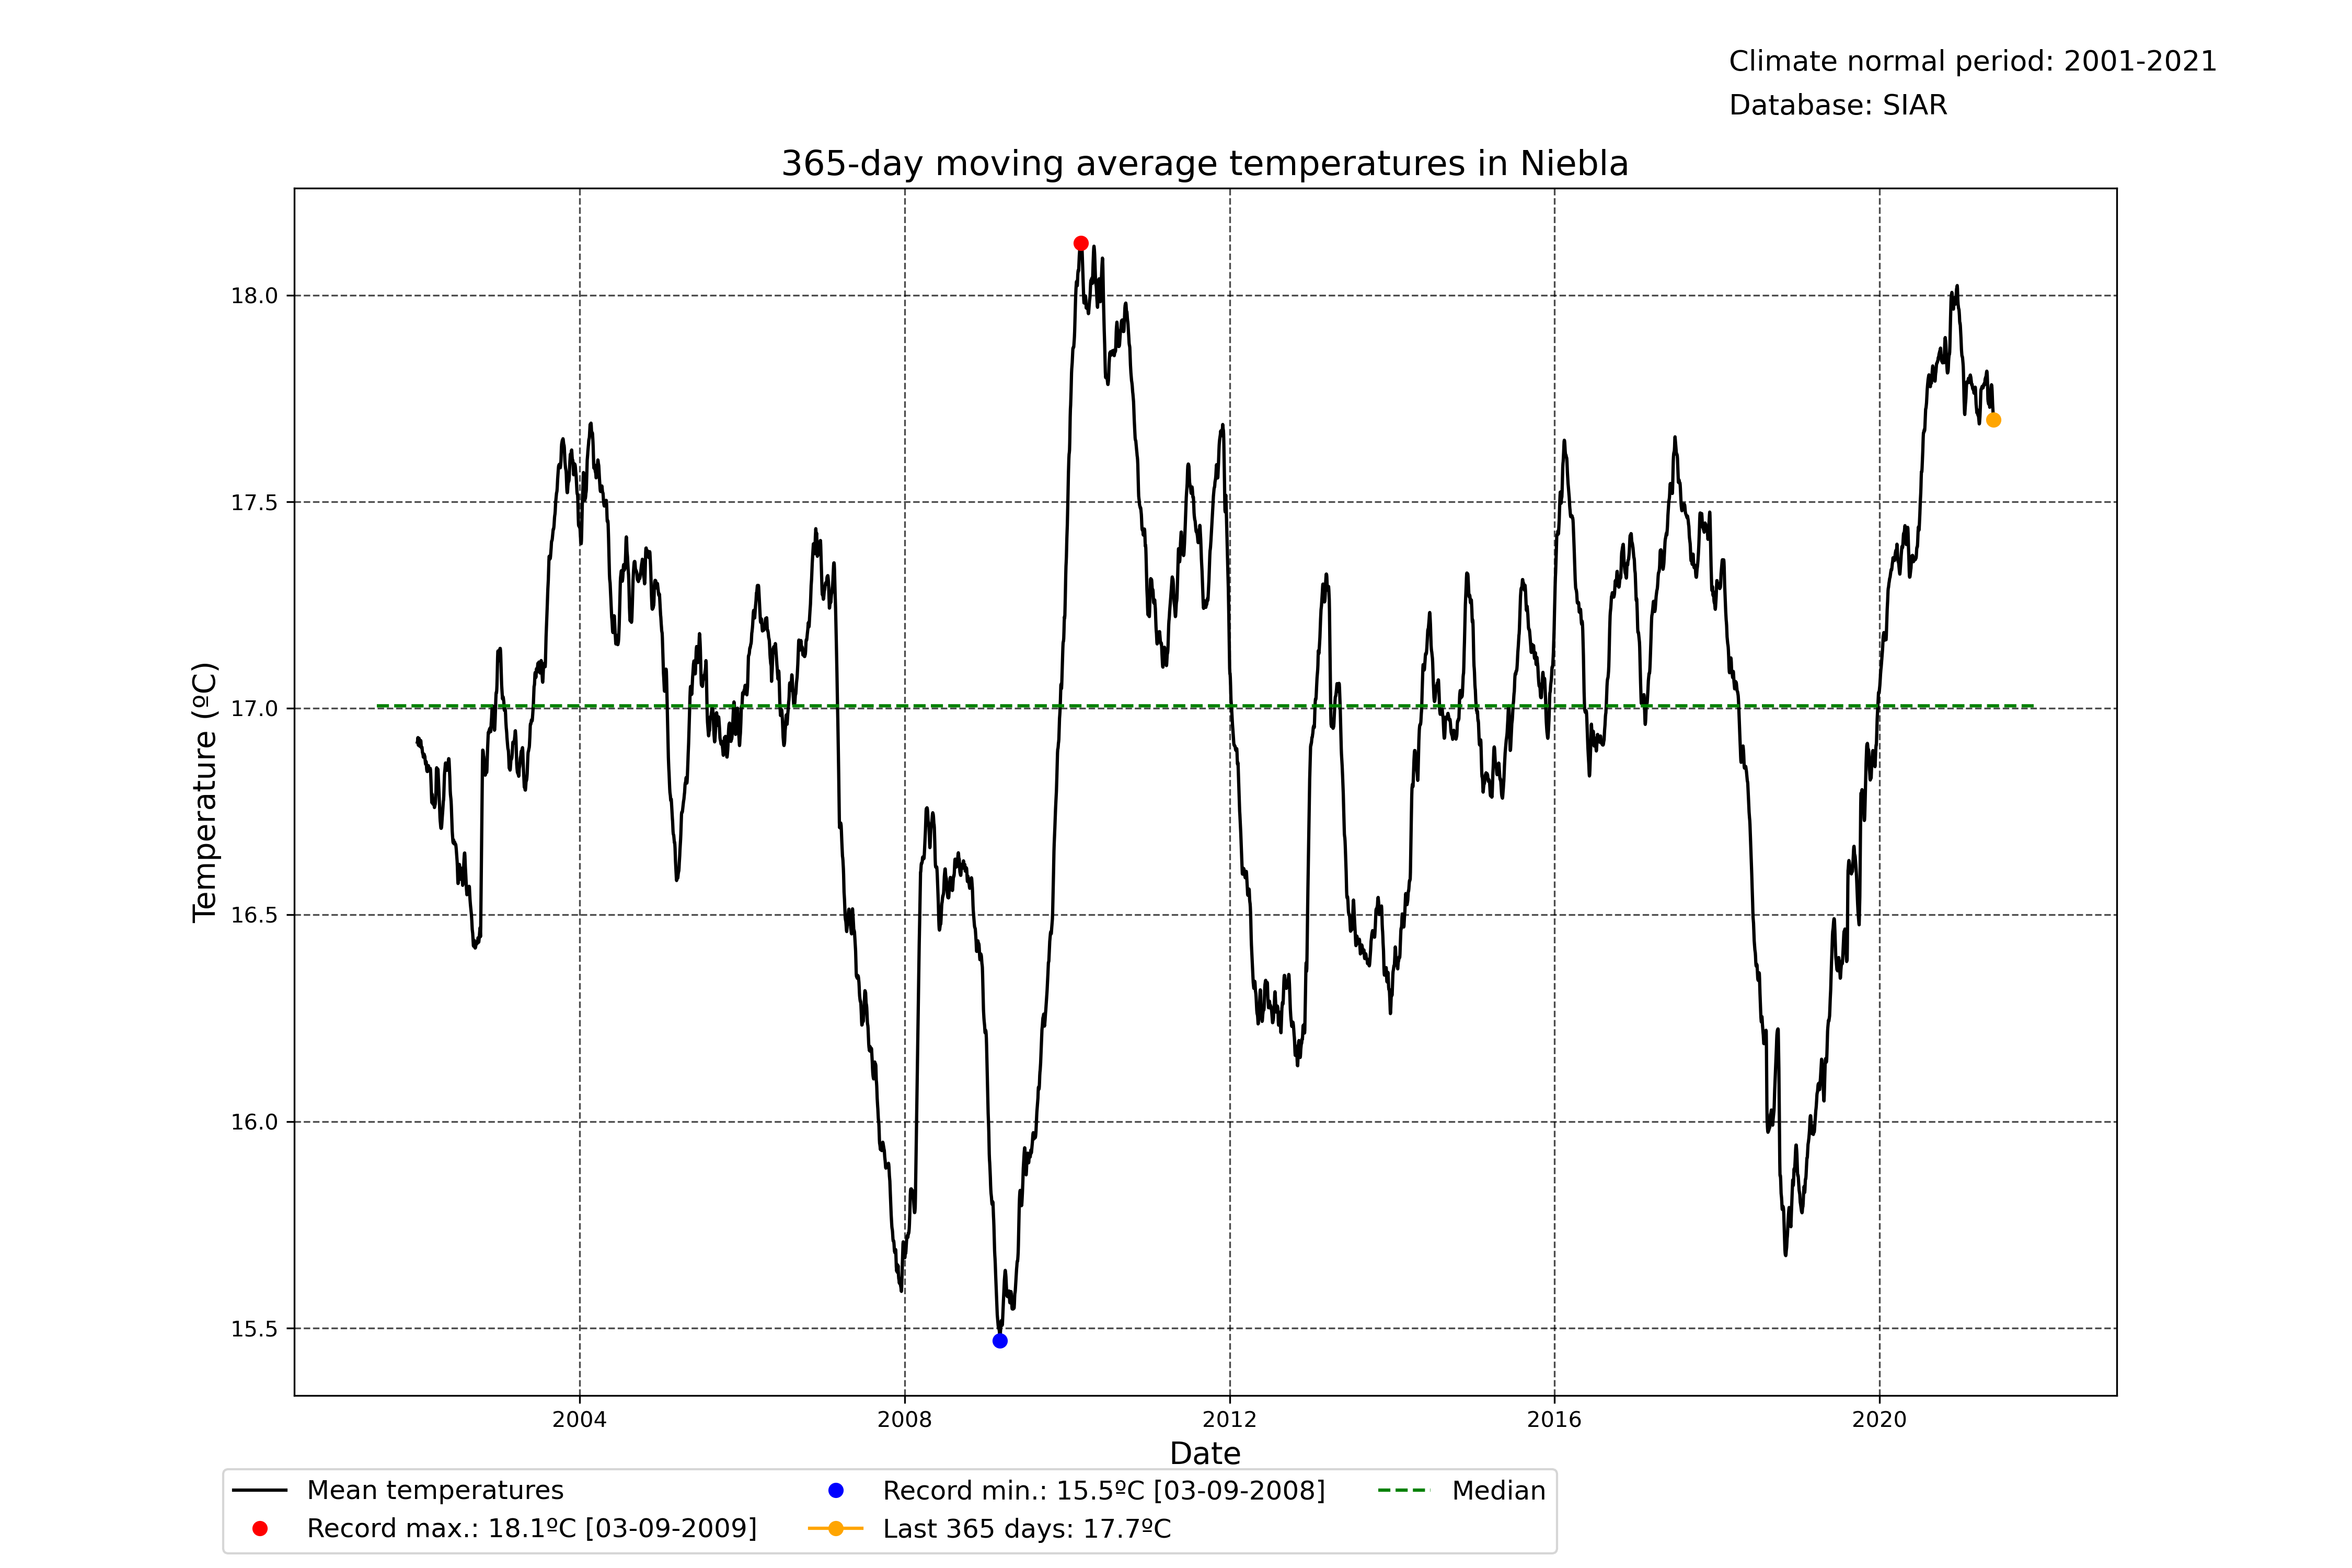 Climate normal period: 2001-2021
Database: SIAR
365-day moving average temperatures in Niebla
Temperature (ºC)
18.0
17.5
17.0
16.5
16.0
15.5
2004
2008
2012
2016
2020
Date
Mean temperatures
Record max.: 18.1ºC [03-09-2009]
Record min.: 15.5ºC [03-09-2008]
Last 365 days: 17.7ºC
Median